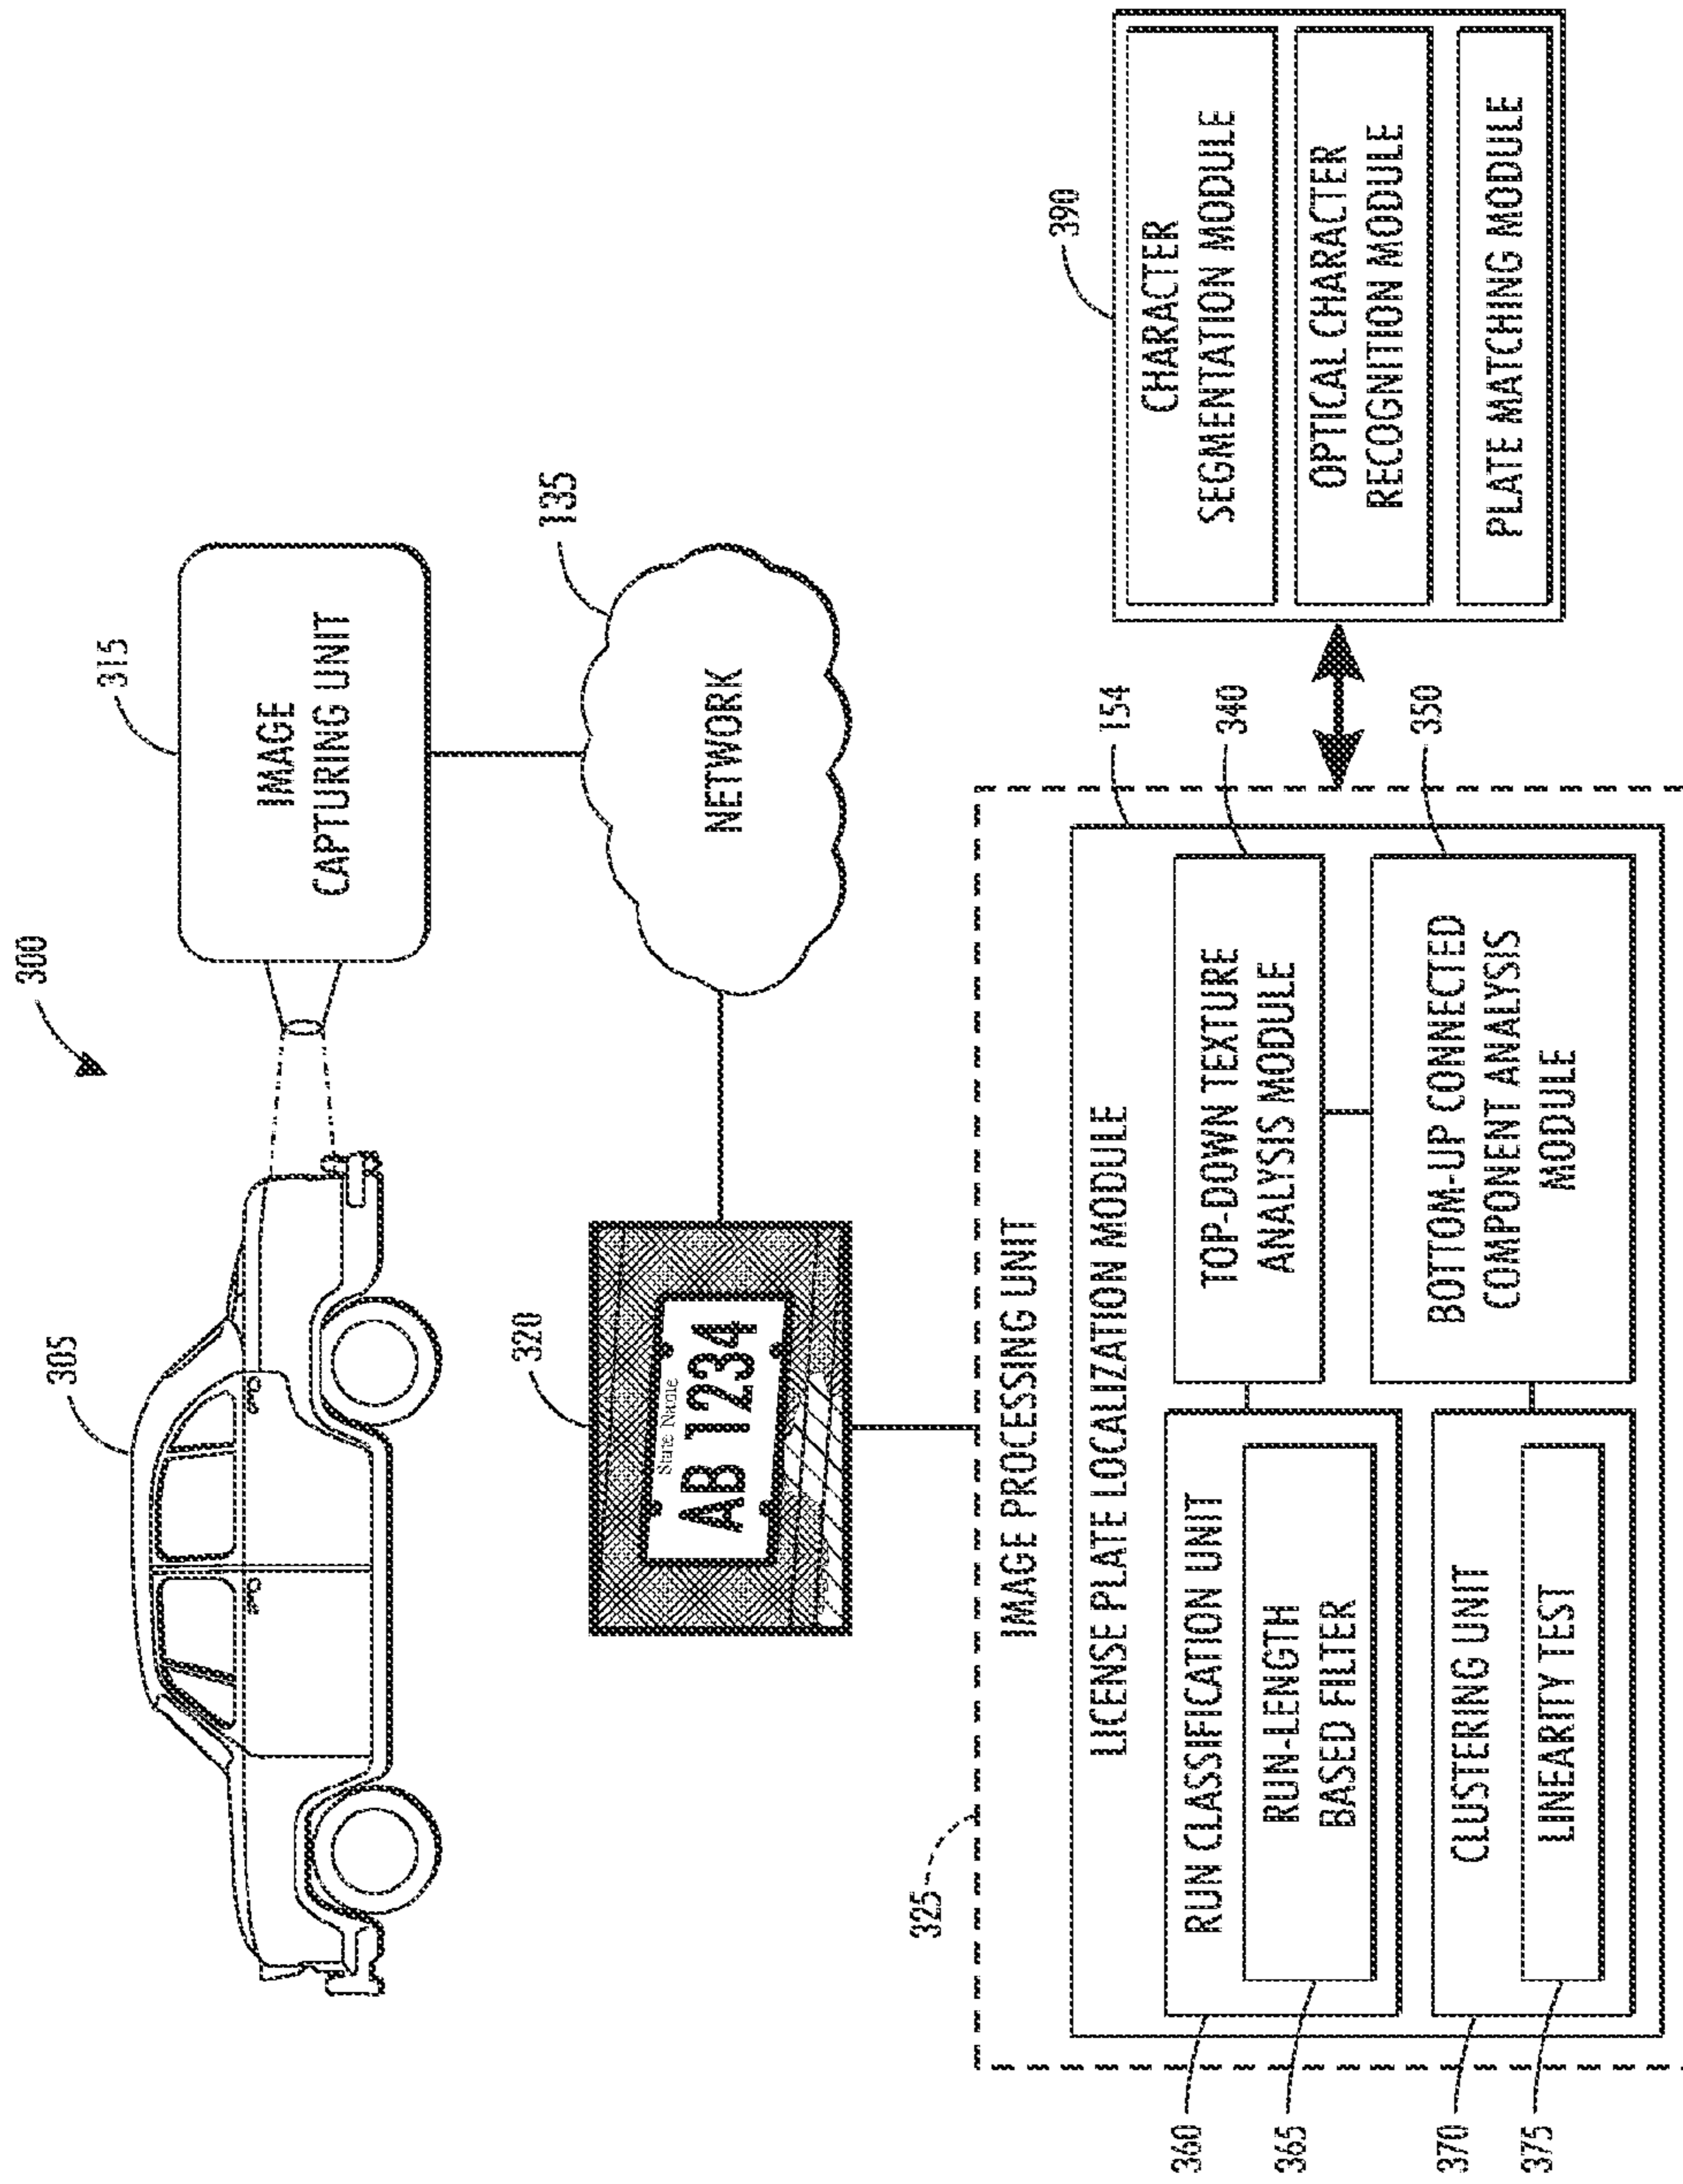 300
305
315
IMAGE
CAPTURING UNIT
320
State Name
AB 1234
135
NETWORK
325
IMAGE PROCESSING UNIT
LICENSE PLATE LOCALIZATION MODULE
154
RUN CLASSIFICATION UNIT
RUN-LENGTH
BASED FILTER
360
365
TOP-DOWN TEXTURE
ANALYSIS MODULE
340
CLUSTERING UNIT
LINEARITY TEST
370
375
BOTTOM-UP CONNECTED
COMPONENT ANALYSIS
MODULE
350
390
CHARACTER
SEGMENTATION MODULE
OPTICAL CHARACTER
RECOGNITION MODULE
PLATE MATCHING MODULE